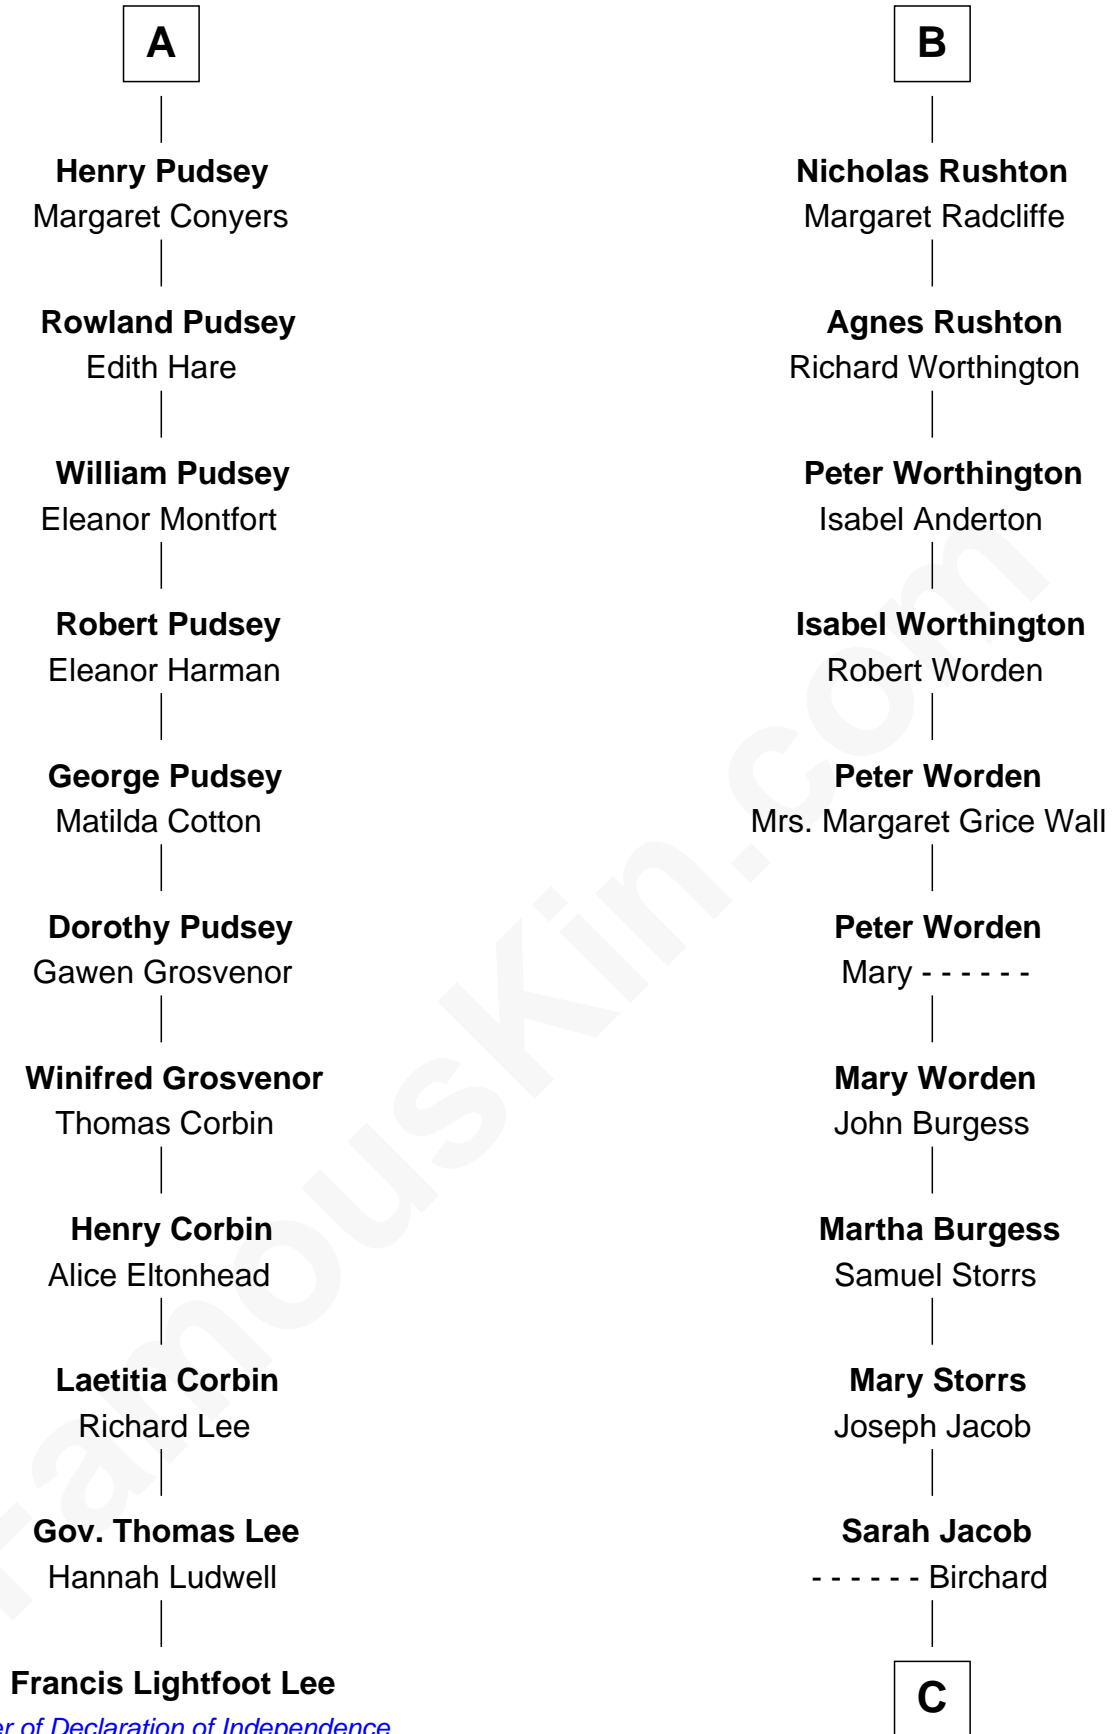 A
Henry Pudsey
Margaret Conyers
Rowland Pudsey
Edith Hare
William Pudsey
Eleanor Montfort
Robert Pudsey
Eleanor Harman
George Pudsey
Matilda Cotton
Dorothy Pudsey
Gawen Grosvenor
Winifred Grosvenor
Thomas Corbin
Henry Corbin
Alice Eltonhead
Laetitia Corbin
Richard Lee
Gov. Thomas Lee
Hannah Ludwell
Francis Lightfoot Lee
of Declaration of Independence
B
Nicholas Rushton
Margaret Radcliffe
Agnes Rushton
Richard Worthington
Peter Worthington
Isabel Anderton
Isabel Worthington
Robert Worden
Peter Worden
Mrs. Margaret Grice Wall
Peter Worden
Mary - - - - - -
Mary Worden
John Burgess
Martha Burgess
Samuel Storrs
Mary Storrs
Joseph Jacob
Sarah Jacob
- - - - - - Birchard
C
FamousKin.com